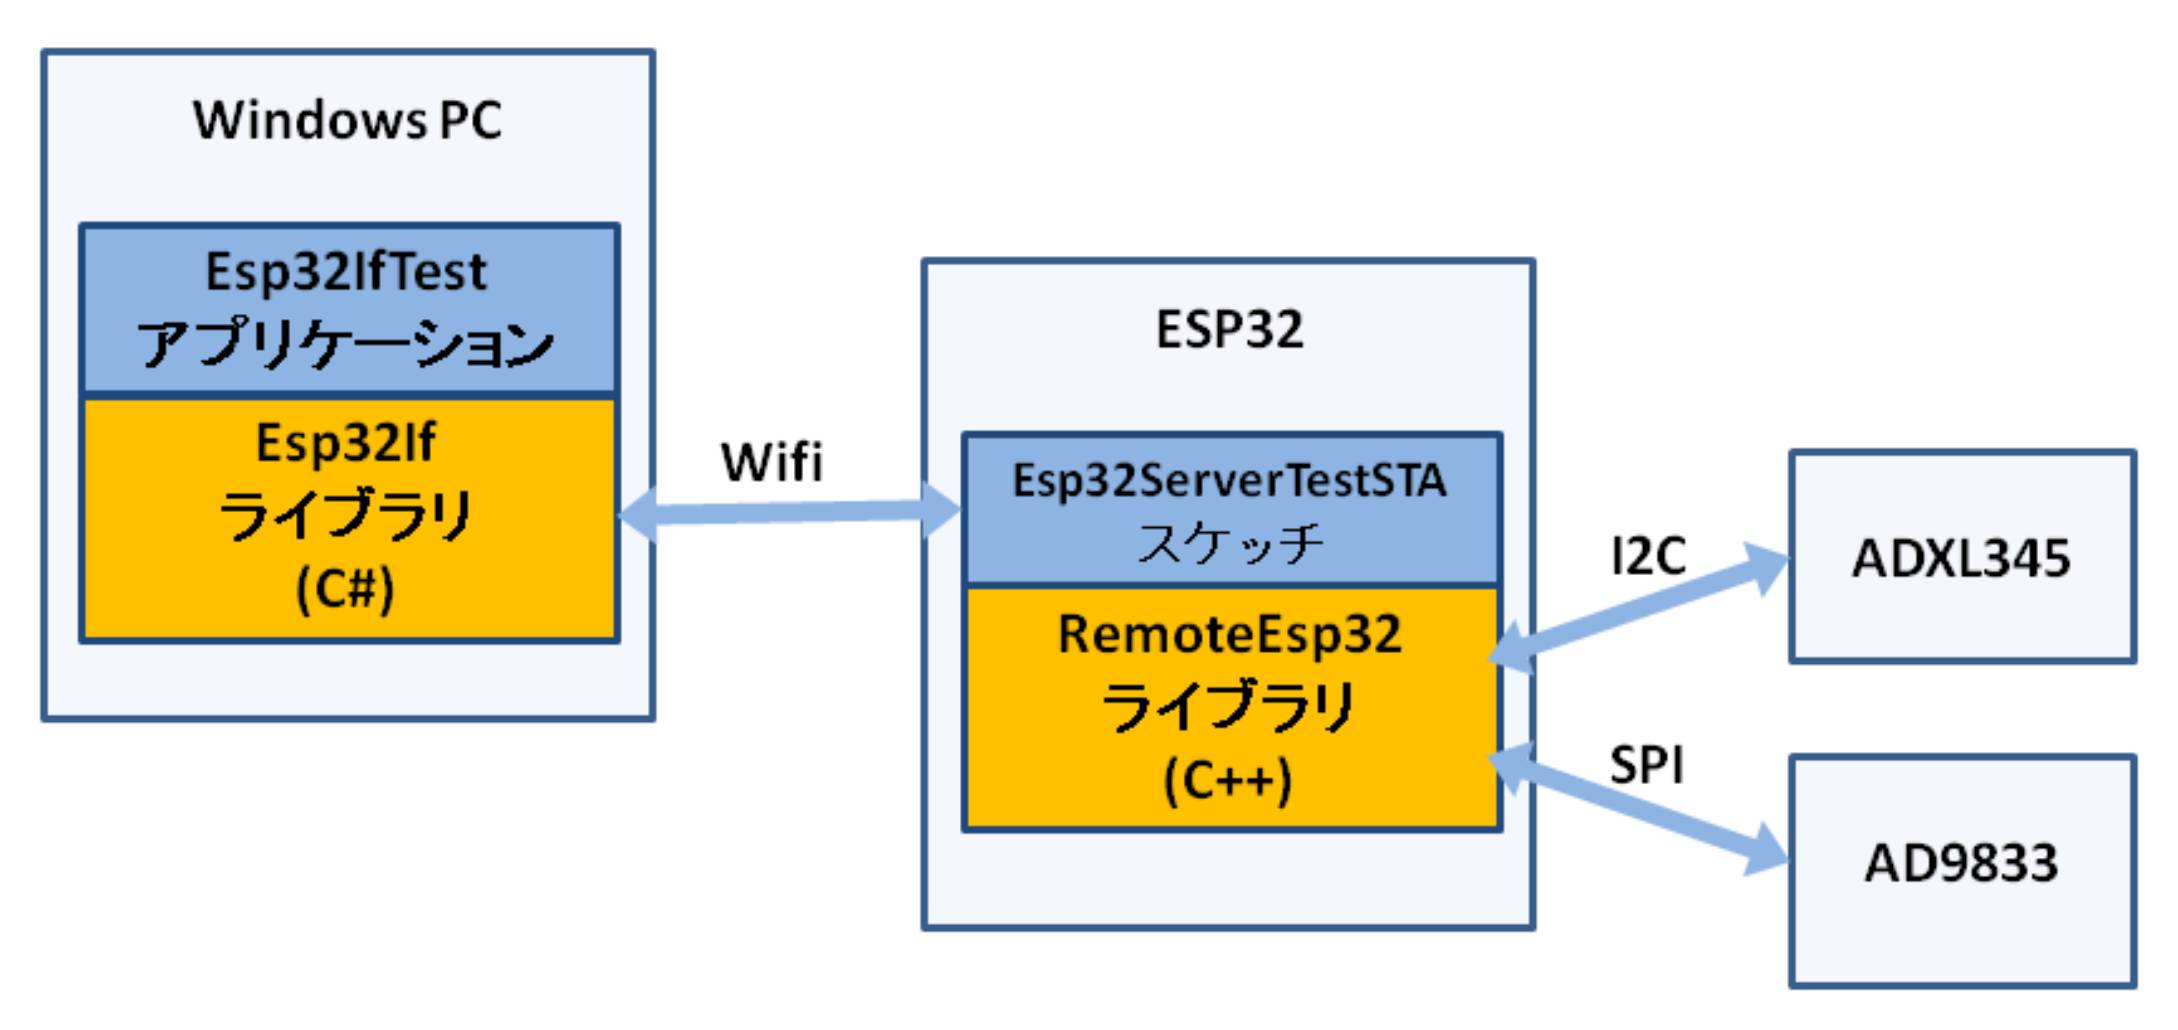 Windows PC
Esp32IfTest
アプリケーション
Esp32If
ライブラリ
(C#)
Wifi
ESP32
Esp32ServerTestSTA
スケッチ
RemoteEsp32
ライブラリ
(C++)
I2C
ADXL345
SPI
AD9833